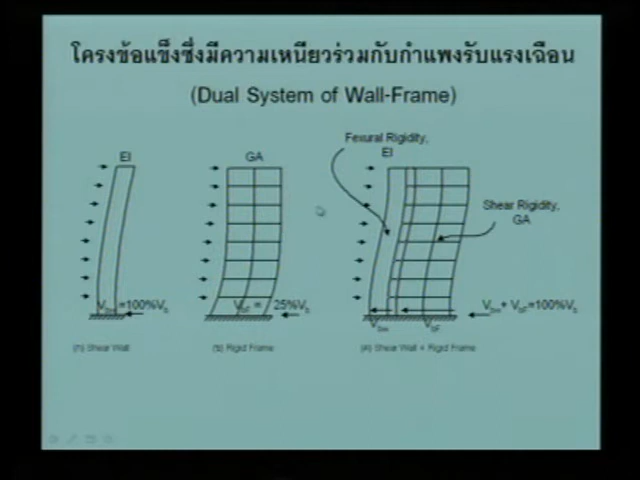 โครงข้อแข็งซึ่งมีความเหนียวร่วมกับกำแพงรับแรงเฉือน
(Dual System of Wall-Frame)
Fexural Rigidity,
EI
EI
GA
Shear Rigidity,
GA
=100%V
= 25%V
V + V =100%V
Shear Wall
(b) Rigid Frame
Shear Wall + Rigid Frame